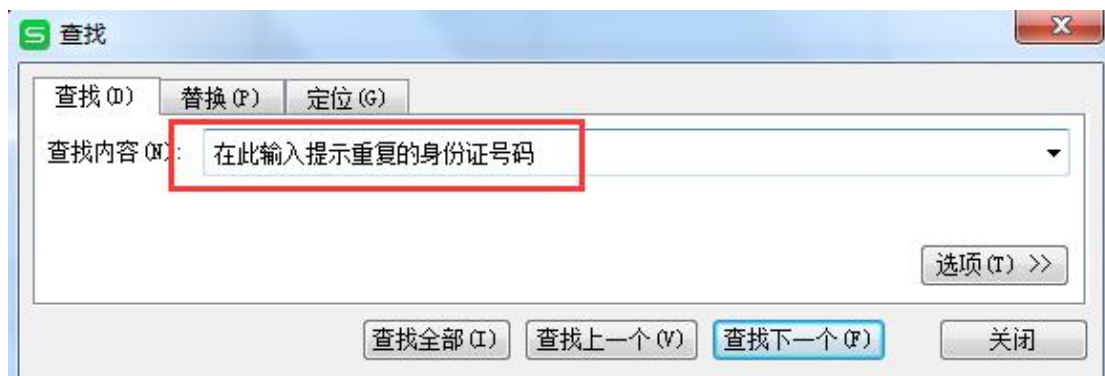 查找
查找(D) 替换(P) 定位(G)
查找内容(N): 在此输入提示重复的身份证号码
选项(T) >>
查找全部(I) 查找上一个(V) 查找下一个(F) 关闭